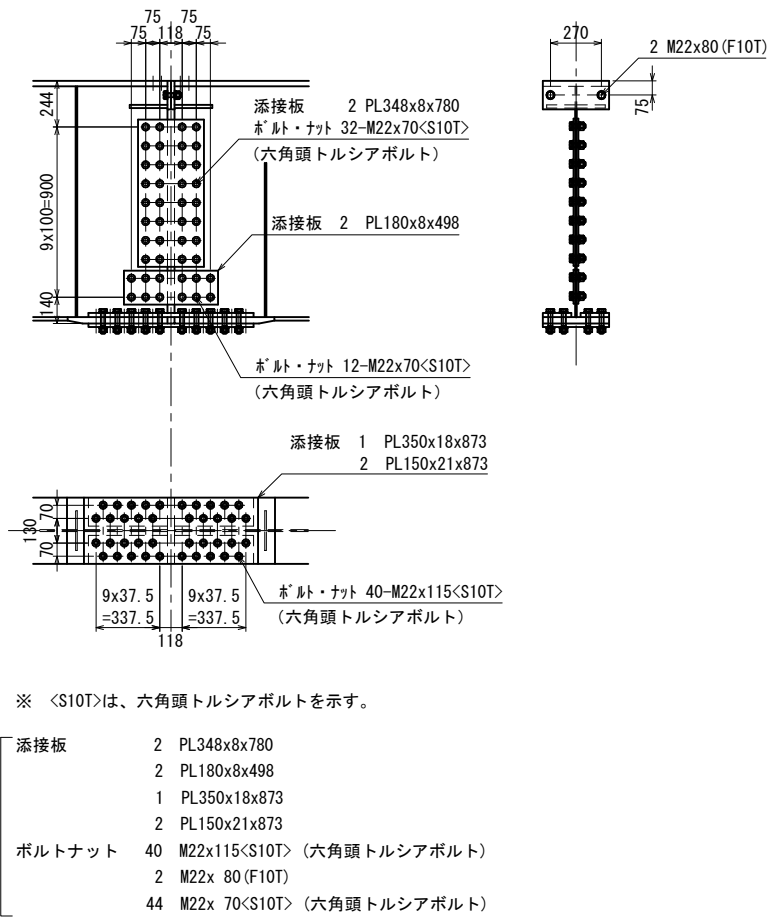 75 75
75 118 75
270
2 M22x80(F10T)
75
244
9x100=900
140
添接板 2 PL348x8x780
ボルト・ナット 32-M22x70<S10T>
(六角頭トルシアボルト)
添接板 2 PL180x8x498
ボルト・ナット 12-M22x70<S10T>
(六角頭トルシアボルト)
添接板 1 PL350x18x873
2 PL150x21x873
70
130
70
9x37.5 9x37.5
=337.5 =337.5
118
ボルト・ナット 40-M22x115<S10T>
(六角頭トルシアボルト)
※ <S10T>は、六角頭トルシアボルトを示す。
添接板 2 PL348x8x780
2 PL180x8x498
1 PL350x18x873
2 PL150x21x873
ボルトナット 40 M22x115<S10T> (六角頭トルシアボルト)
2 M22x 80(F10T)
44 M22x 70<S10T> (六角頭トルシアボルト)